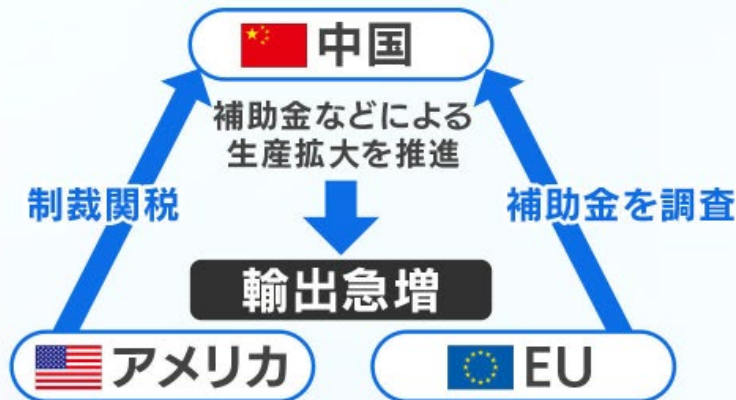 中国
補助金などによる
生産拡大を推進
制裁関税
補助金を調査
輸出急増
アメリカ
EU